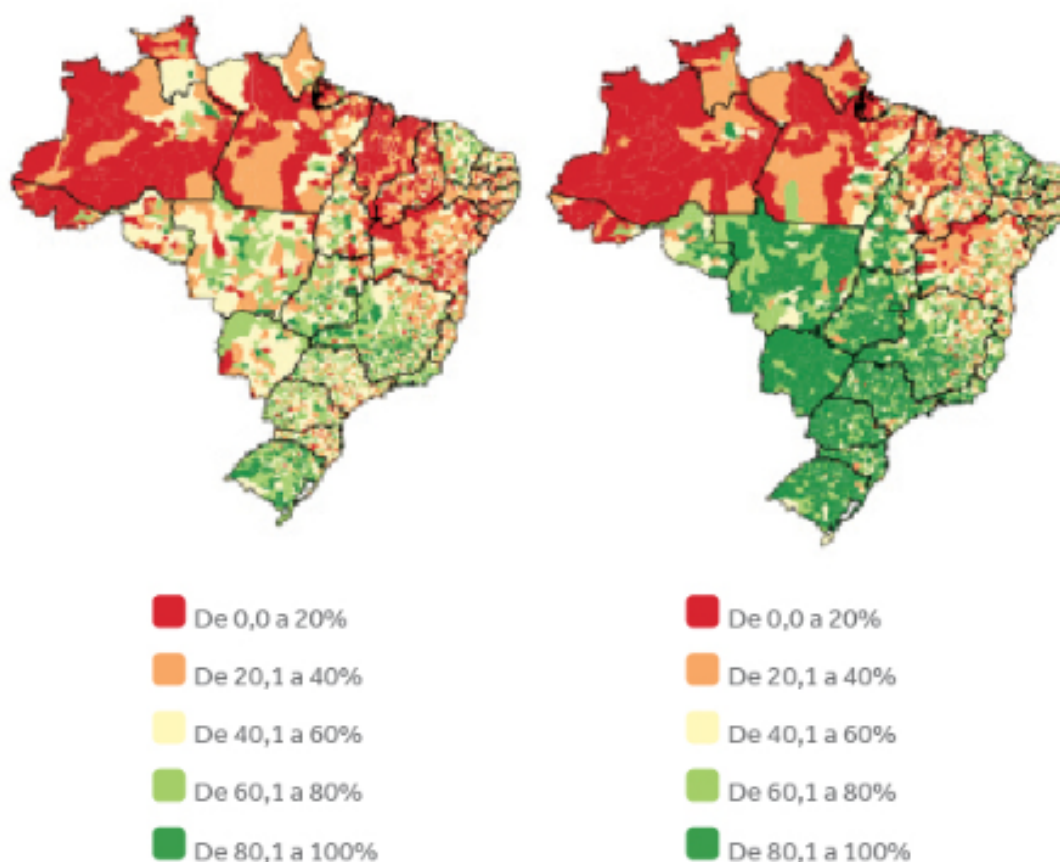 De 0,0 a 20%
De 20,1 a 40%
De 40,1 a 60%
De 60,1 a 80%
De 80,1 a 100%
De 0,0 a 20%
De 20,1 a 40%
De 40,1 a 60%
De 60,1 a 80%
De 80,1 a 100%